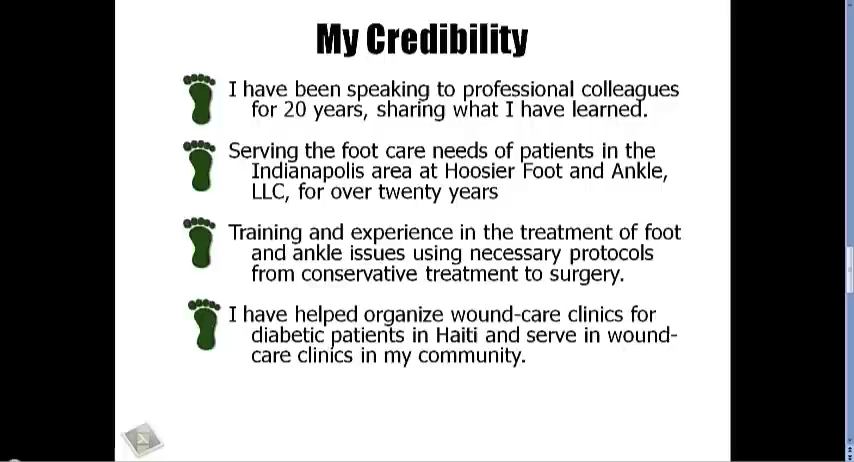 My Credibility
I have been speaking to professional colleagues
for 20 years, sharing what I have learned.
Serving the foot care needs of patients in the
Indianapolis area at Hoosier Foot and Ankle,
LLC, for over twenty years
Training and experience in the treatment of foot
and ankle issues using necessary protocols
from conservative treatment to surgery.
I have helped organize wound-care clinics for
diabetic patients in Haiti and serve in wound-
care clinics in my community.